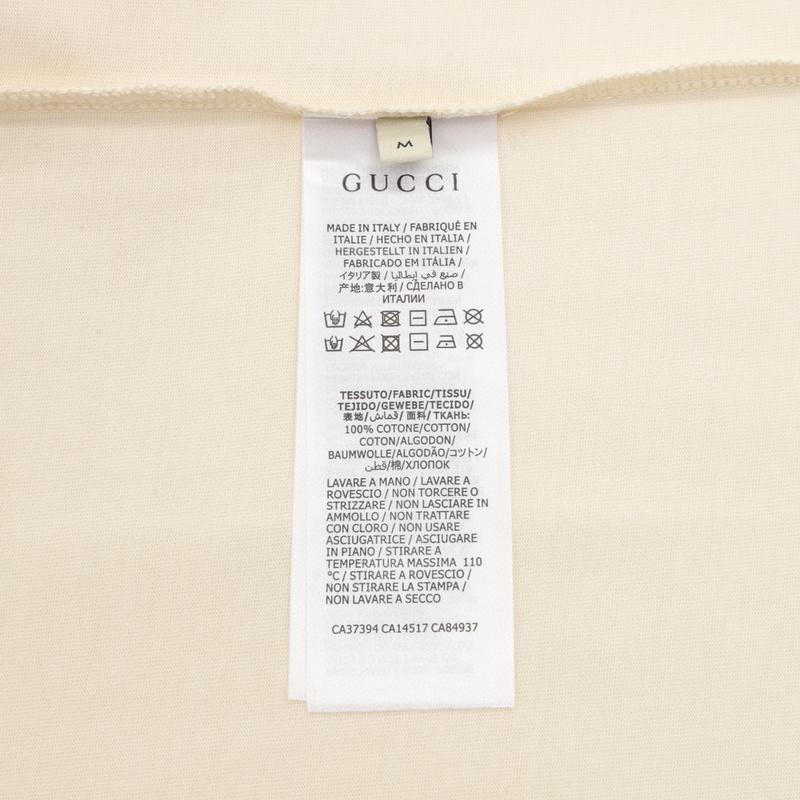 M
GUCCI
MADE IN ITALY / FABRIQUÉ EN
ITALIE / HECHO EN ITALIA /
HERGESTELLT IN ITALIEN /
FABRICADO EM ITÁLIA /
イタリア製 / صنع في إيطاليا /
产地:意大利 / СДЕЛАНО В
ИТАЛИИ
TESSUTO/FABRIC/TISSU/
TEJIDO/GEWEBE/TECIDO/
表地/قماش/ 面料/ ТКАНЬ:
100% COTONE/COTTON/
COTON/ALGODON/
BAUMWOLLE/ALGODÃO/コットン/
قطن/棉/ХЛОПОК
LAVARE A MANO / LAVARE A
ROVESCIO / NON TORCERE O
STRIZZARE / NON LASCIARE IN
AMMOLLO / NON TRATTARE
CON CLORO / NON USARE
ASCIUGATRICE / ASCIUGARE
IN PIANO / STIRARE A
TEMPERATURA MASSIMA 110
°C / STIRARE A ROVESCIO /
NON STIRARE LA STAMPA /
NON LAVARE A SECCO
CA37394 CA14517 CA84937